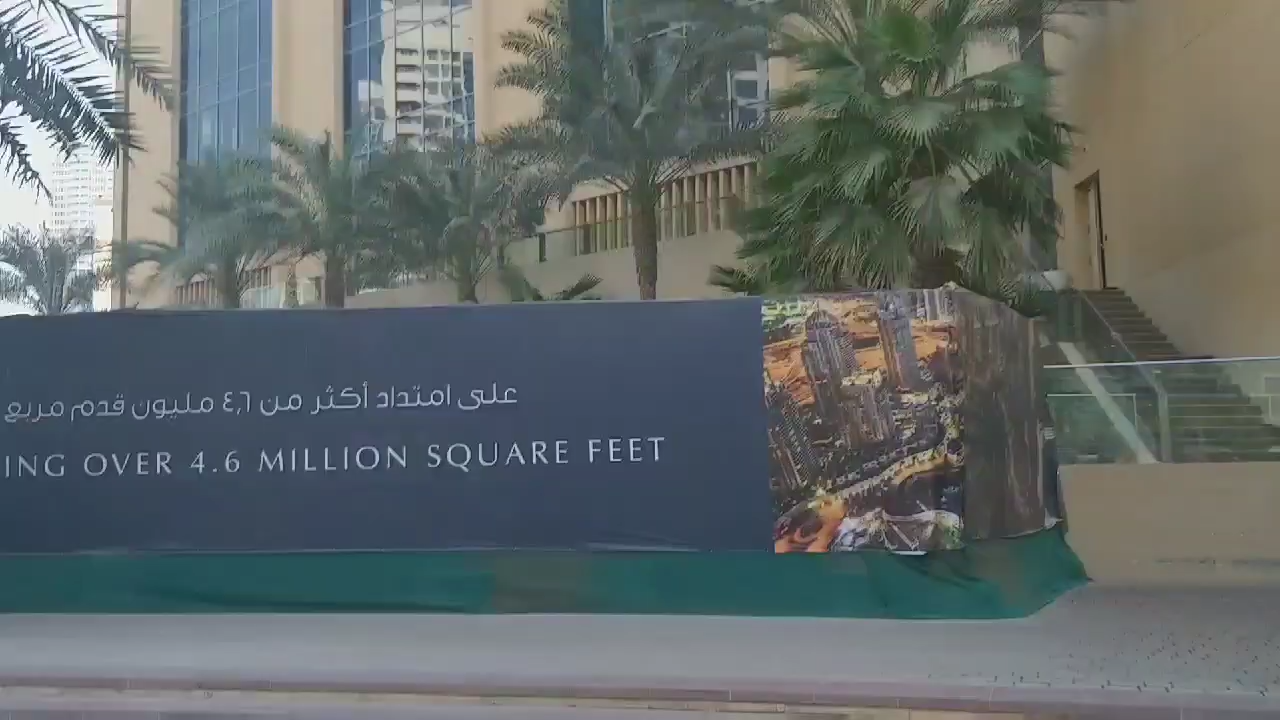 على امتداد أكثر من ٤,٦ مليون قدم مربع
ING OVER 4.6 MILLION SQUARE FEET